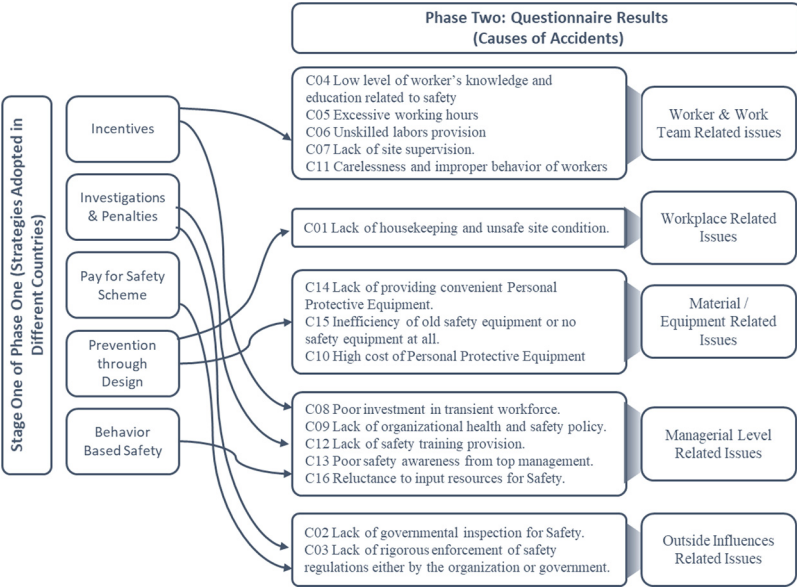 Phase Two: Questionnaire Results
(Causes of Accidents)
Stage One of Phase One (Strategies Adopted in
Different Countries)
Incentives
Investigations
& Penalties
Pay for Safety
Scheme
Prevention
through
Design
Behavior
Based Safety
C04 Low level of worker's knowledge and
education related to safety
C05 Excessive working hours
C06 Unskilled labors provision
C07 Lack of site supervision.
C11 Carelessness and improper behavior of workers
Worker & Work
Team Related issues
C01 Lack of housekeeping and unsafe site condition.
Workplace Related
Issues
C14 Lack of providing convenient Personal
Protective Equipment.
C15 Inefficiency of old safety equipment or no
safety equipment at all.
C10 High cost of Personal Protective Equipment
Material /
Equipment Related
Issues
C08 Poor investment in transient workforce.
C09 Lack of organizational health and safety policy.
C12 Lack of safety training provision.
C13 Poor safety awareness from top management.
C16 Reluctance to input resources for Safety.
Managerial Level
Related Issues
C02 Lack of governmental inspection for Safety.
C03 Lack of rigorous enforcement of safety
regulations either by the organization or government.
Outside Influences
Related Issues